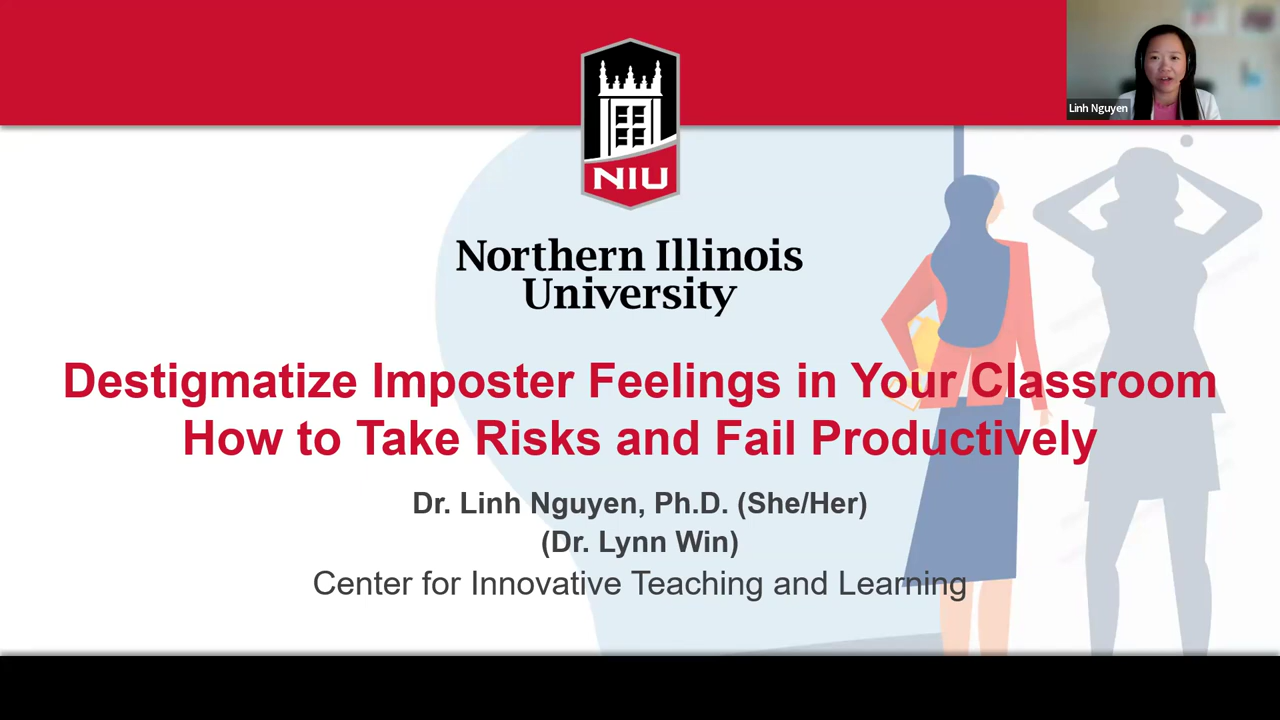 Linh Nguyen
NIU
Northern Illinois
University
Destigmatize Imposter Feelings in Your Classroom
How to Take Risks and Fail Productively
Dr. Linh Nguyen, Ph.D. (She/Her)
(Dr. Lynn Win)
Center for Innovative Teaching and Learning